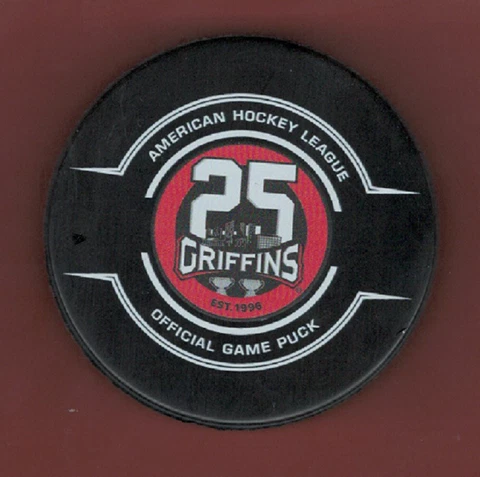 AMERICAN HOCKEY LEAGUE
25
GRIFFINS
EST. 1996
OFFICIAL GAME PUCK